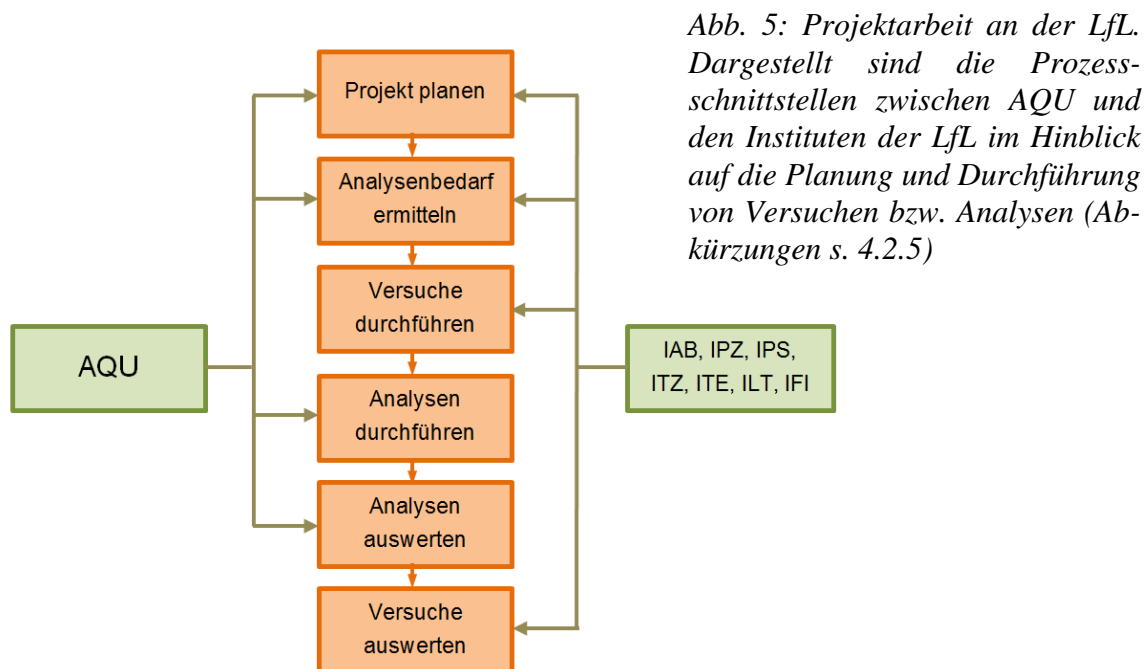 Abb. 5: Projektarbeit an der LfL.
Dargestellt sind die Prozess-
schnittstellen zwischen AQU und
den Instituten der LfL im Hinblick
auf die Planung und Durchführung
von Versuchen bzw. Analysen (Ab-
kürzungen s. 4.2.5)
Projekt planen
Analysenbedarf
ermitteln
Versuche
durchführen
AQU
IAB, IPZ, IPS,
ITZ, ITE, ILT, IFI
Analysen
durchführen
Analysen
auswerten
Versuche
auswerten